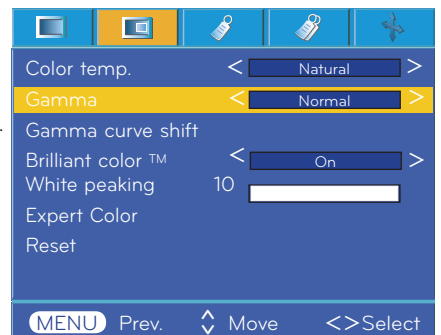 Color temp. < Natural >
Gamma < Normal >
Gamma curve shift
Brilliant color ™ < On >
White peaking 10
Expert Color
Reset
MENU Prev. Move <>Select